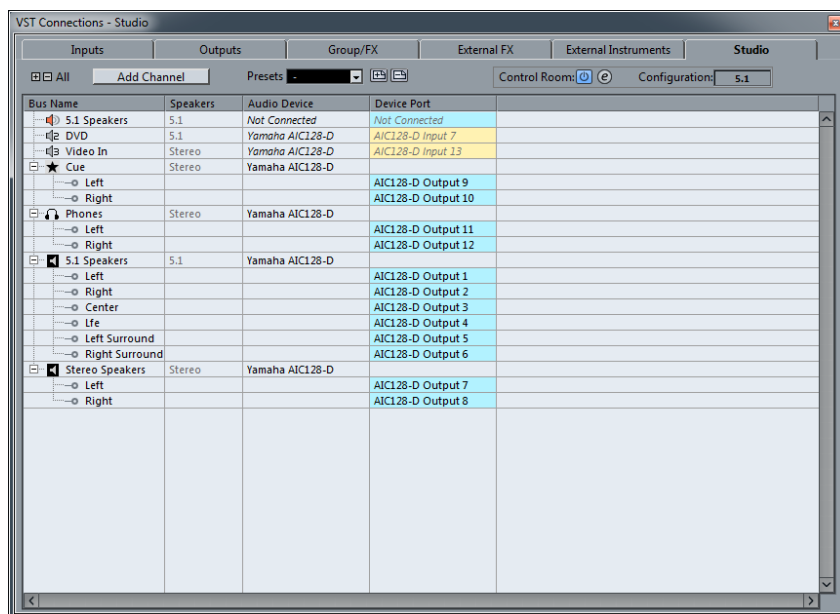 VST Connections - Studio
Inputs Outputs Group/FX External FX External Instruments Studio
All Add Channel Presets - Control Room: e Configuration: 5.1
Bus Name Speakers Audio Device Device Port
5.1 Speakers 5.1 Not Connected Not Connected
DVD 5.1 Yamaha AIC128-D AIC128-D Input 7
Video In Stereo Yamaha AIC128-D AIC128-D Input 13
Cue Stereo Yamaha AIC128-D
Left AIC128-D Output 9
Right AIC128-D Output 10
Phones Stereo Yamaha AIC128-D
Left AIC128-D Output 11
Right AIC128-D Output 12
5.1 Speakers 5.1 Yamaha AIC128-D
Left AIC128-D Output 1
Right AIC128-D Output 2
Center AIC128-D Output 3
Lfe AIC128-D Output 4
Left Surround AIC128-D Output 5
Right Surround AIC128-D Output 6
Stereo Speakers Stereo Yamaha AIC128-D
Left AIC128-D Output 7
Right AIC128-D Output 8